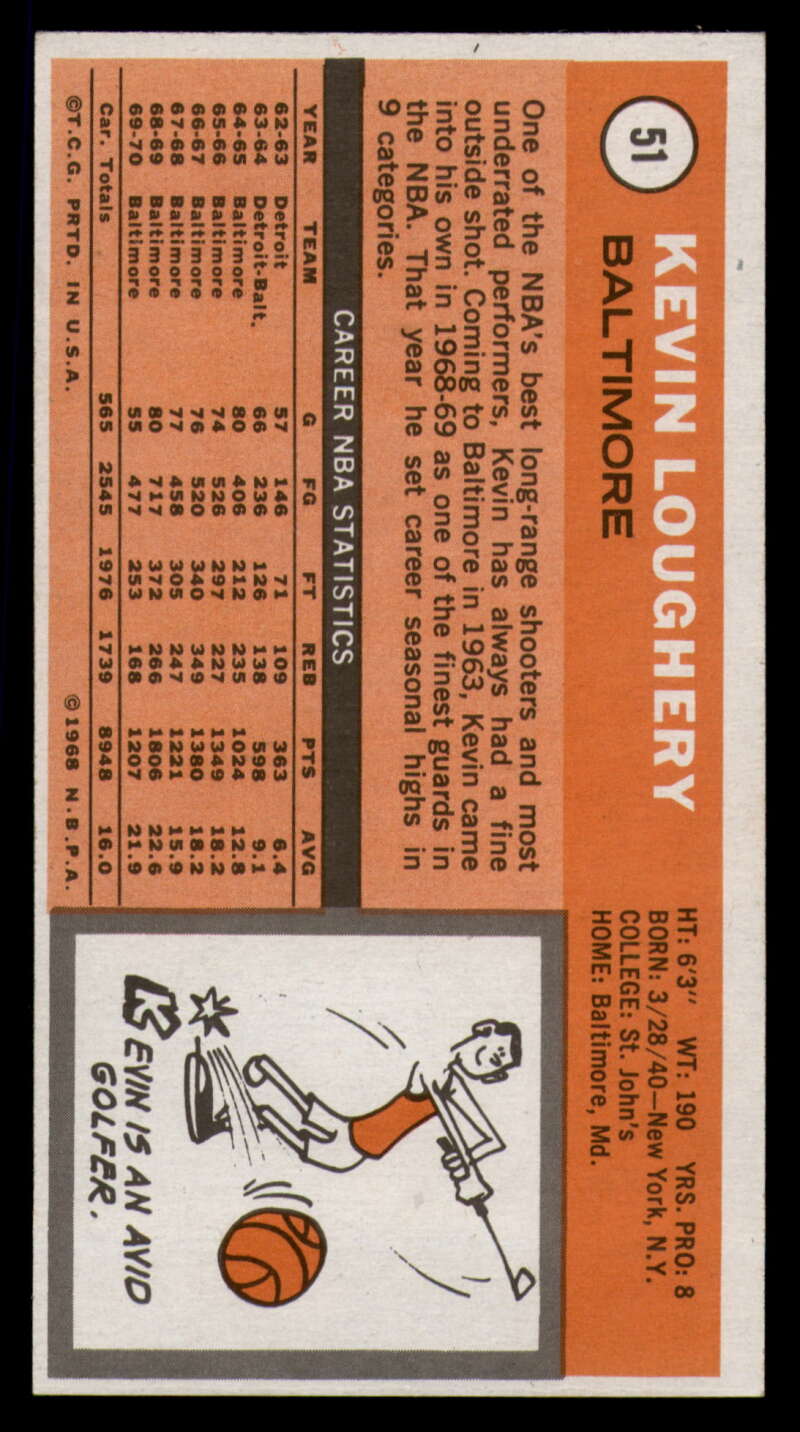 51
KEVIN LOUGHERY
BALTIMORE
HT: 6'3" WT: 190 YRS. PRO: 8
BORN: 3/28/40—New York, N.Y.
COLLEGE: St. John's
HOME: Baltimore, Md.
One of the NBA's best long-range shooters and most
underrated performers, Kevin has always had a fine
outside shot. Coming to Baltimore in 1963, Kevin came
into his own in 1968-69 as one of the finest guards in
the NBA. That year he set career seasonal highs in
9 categories.
CAREER NBA STATISTICS
YEAR TEAM G FG FT REB PTS AVG
62-63 Detroit 57 146 71 109 363 6.4
63-64 Detroit-Balt. 66 236 126 138 598 9.1
64-65 Baltimore 80 406 212 235 1024 12.8
65-66 Baltimore 74 526 297 227 1349 18.2
66-67 Baltimore 76 520 340 349 1380 18.2
67-68 Baltimore 77 458 305 247 1221 15.9
68-69 Baltimore 80 717 372 266 1806 22.6
69-70 Baltimore 55 477 253 168 1207 21.9
Car. Totals 565 2545 1976 1739 8948 16.0
©T.C.G. PRTD. IN U.S.A. ©1968 N.B.P.A.
KEVIN IS AN AVID
GOLFER.